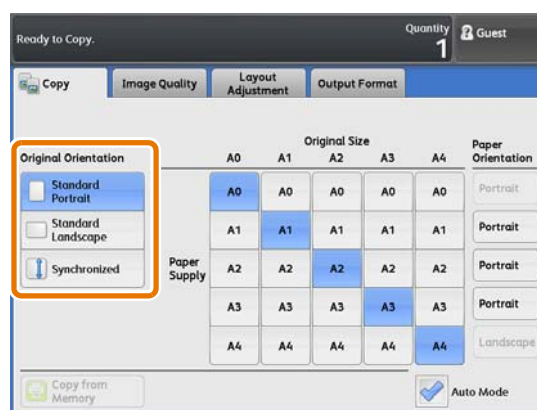 Ready to Copy.
Quantity
1
Guest
Copy
Image Quality
Layout
Adjustment
Output Format
Original Size
Original Orientation
A0 A1 A2 A3 A4
Paper
Orientation
Standard
Portrait
A0 A0 A0 A0 A0
Portrait
Standard
Landscape
A1 A1 A1 A1 A1
Portrait
Synchronized
Paper
Supply
A2 A2 A2 A2 A2
Portrait
A3 A3 A3 A3 A3
Portrait
A4 A4 A4 A4 A4
Landscape
Copy from
Memory
Auto Mode